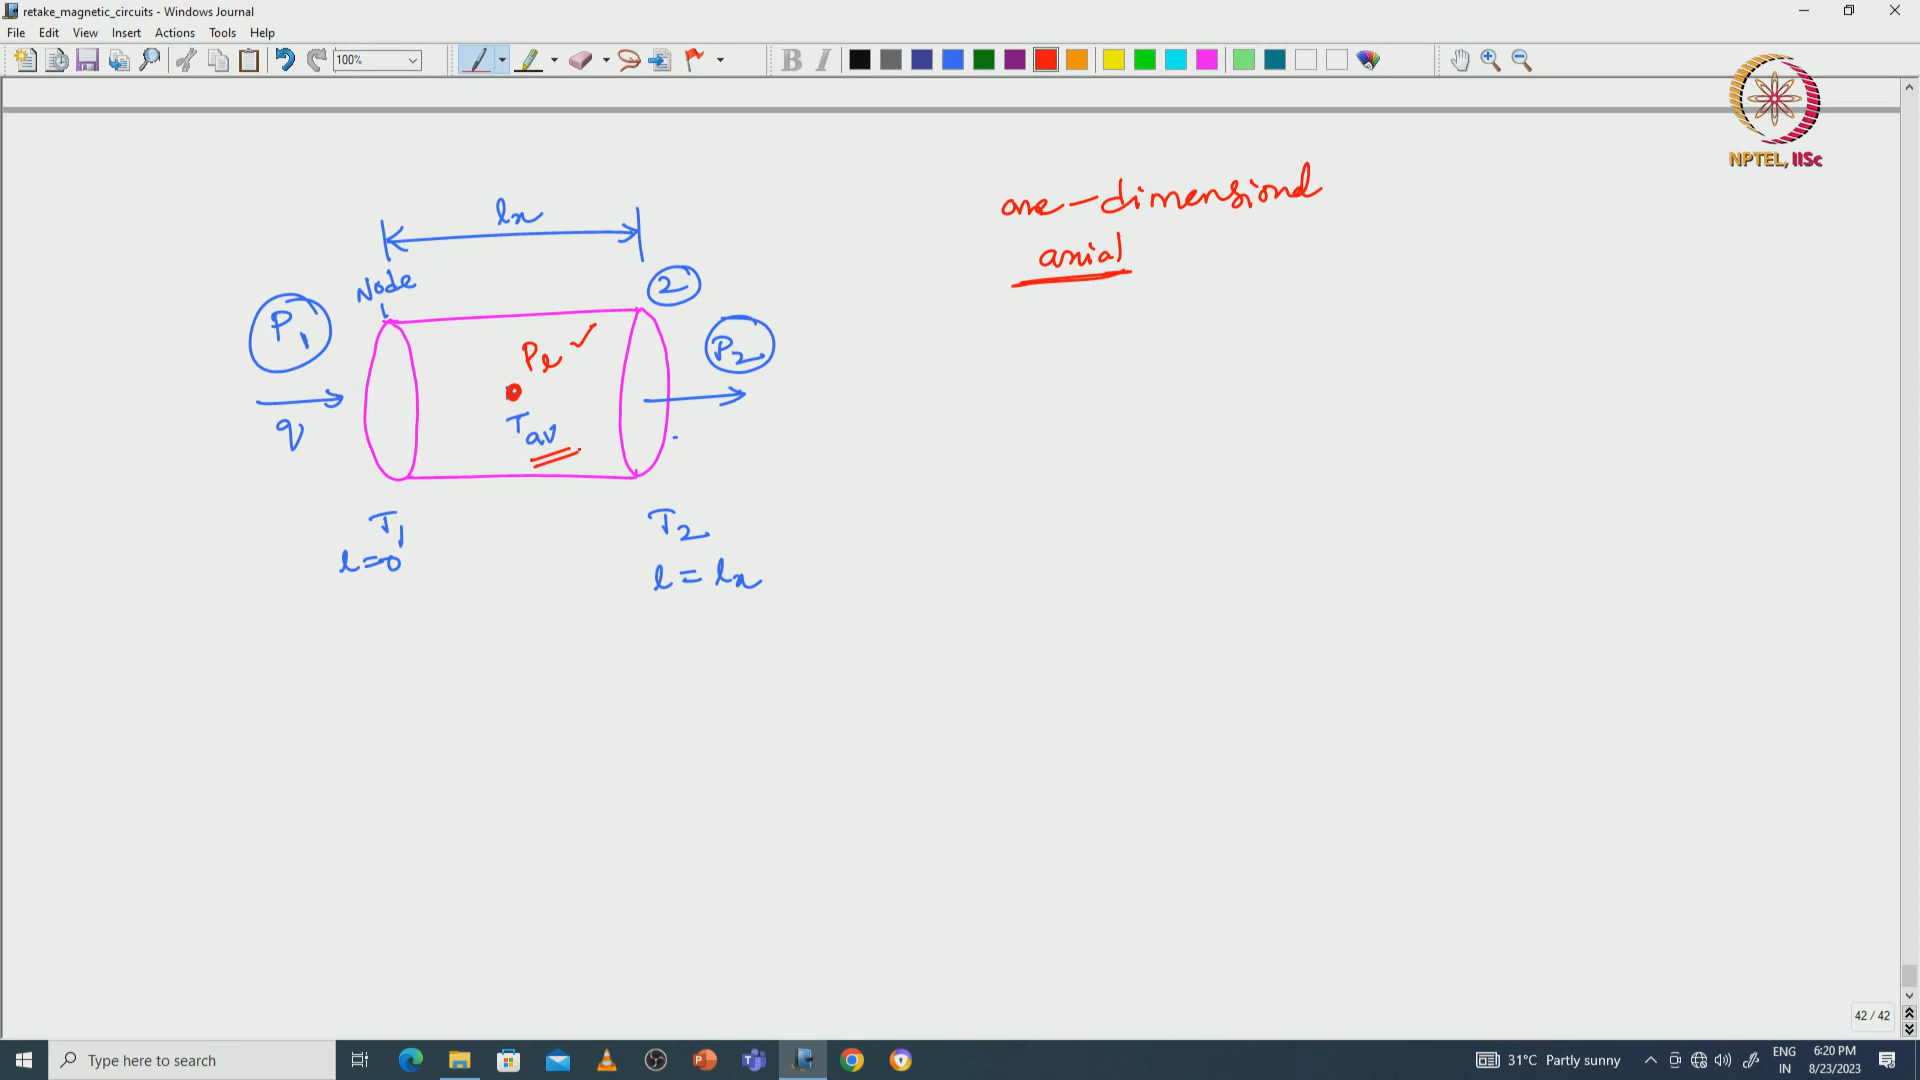 retake_magnetic_circuits - Windows Journal
File Edit View Insert Actions Tools Help
100%
B I
NPTEL, IISc
one-dimensional
axial
lx
Node
2
P1
Pl ✓
P2
q
Tav
T1
T2
l=0
l = lx
42 / 42
Type here to search
31°C Partly sunny
ENG
IN
6:20 PM
8/23/2023